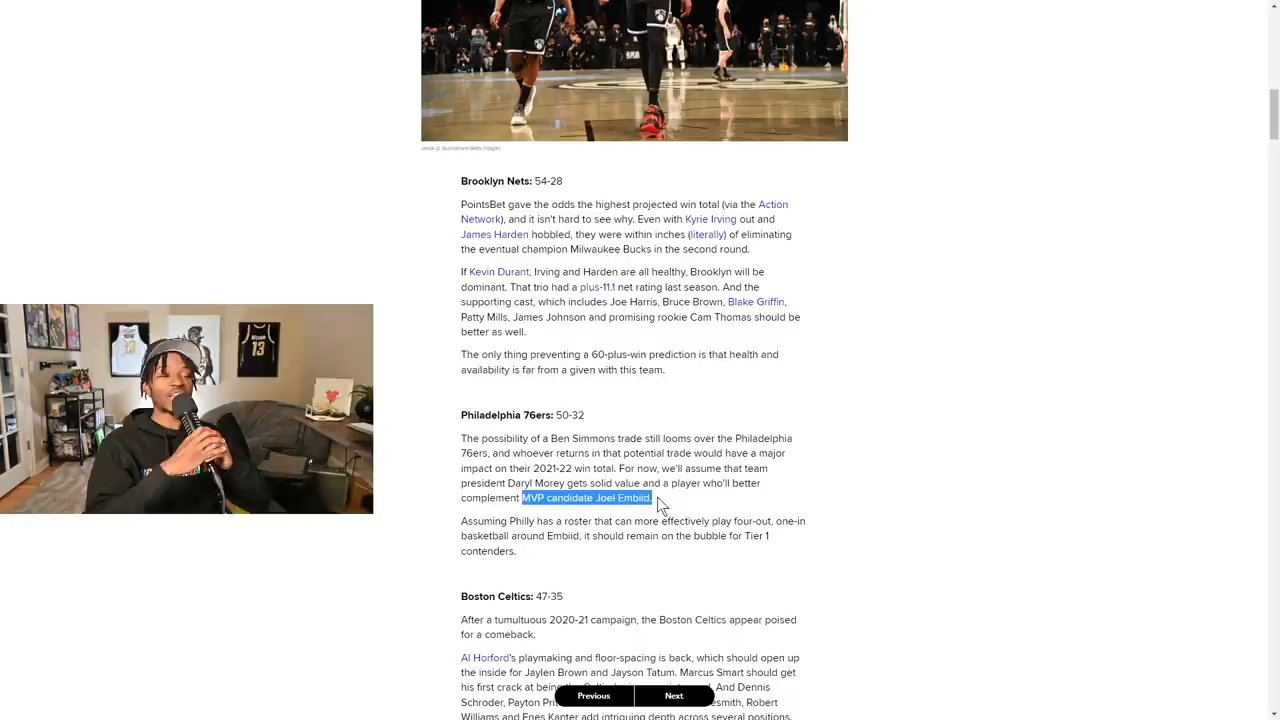 Brooklyn Nets: 54-28
PointsBet gave the odds the highest projected win total (via the Action
Network), and it isn't hard to see why. Even with Kyrie Irving out and
James Harden hobbled, they were within inches (literally) of eliminating
the eventual champion Milwaukee Bucks in the second round.
If Kevin Durant, Irving and Harden are all healthy, Brooklyn will be
dominant. That trio had a plus-11.1 net rating last season. And the
supporting cast, which includes Joe Harris, Bruce Brown, Blake Griffin,
Patty Mills, James Johnson and promising rookie Cam Thomas should be
better as well.
The only thing preventing a 60-plus-win prediction is that health and
availability is far from a given with this team.
Philadelphia 76ers: 50-32
The possibility of a Ben Simmons trade still looms over the Philadelphia
76ers, and whoever returns in that potential trade would have a major
impact on their 2021-22 win total. For now, we'll assume that team
president Daryl Morey gets solid value and a player who'll better
complement MVP candidate Joel Embiid.
Assuming Philly has a roster that can more effectively play four-out, one-in
basketball around Embiid, it should remain on the bubble for Tier 1
contenders.
Boston Celtics: 47-35
After a tumultuous 2020-21 campaign, the Boston Celtics appear poised
for a comeback.
Al Horford's playmaking and floor-spacing is back, which should open up
the inside for Jaylen Brown and Jayson Tatum. Marcus Smart should get
his first crack at being And Dennis
Schroder, Payton Robert
Williams and Enes Kanter add intriguing depth across several positions.
Previous Next
13